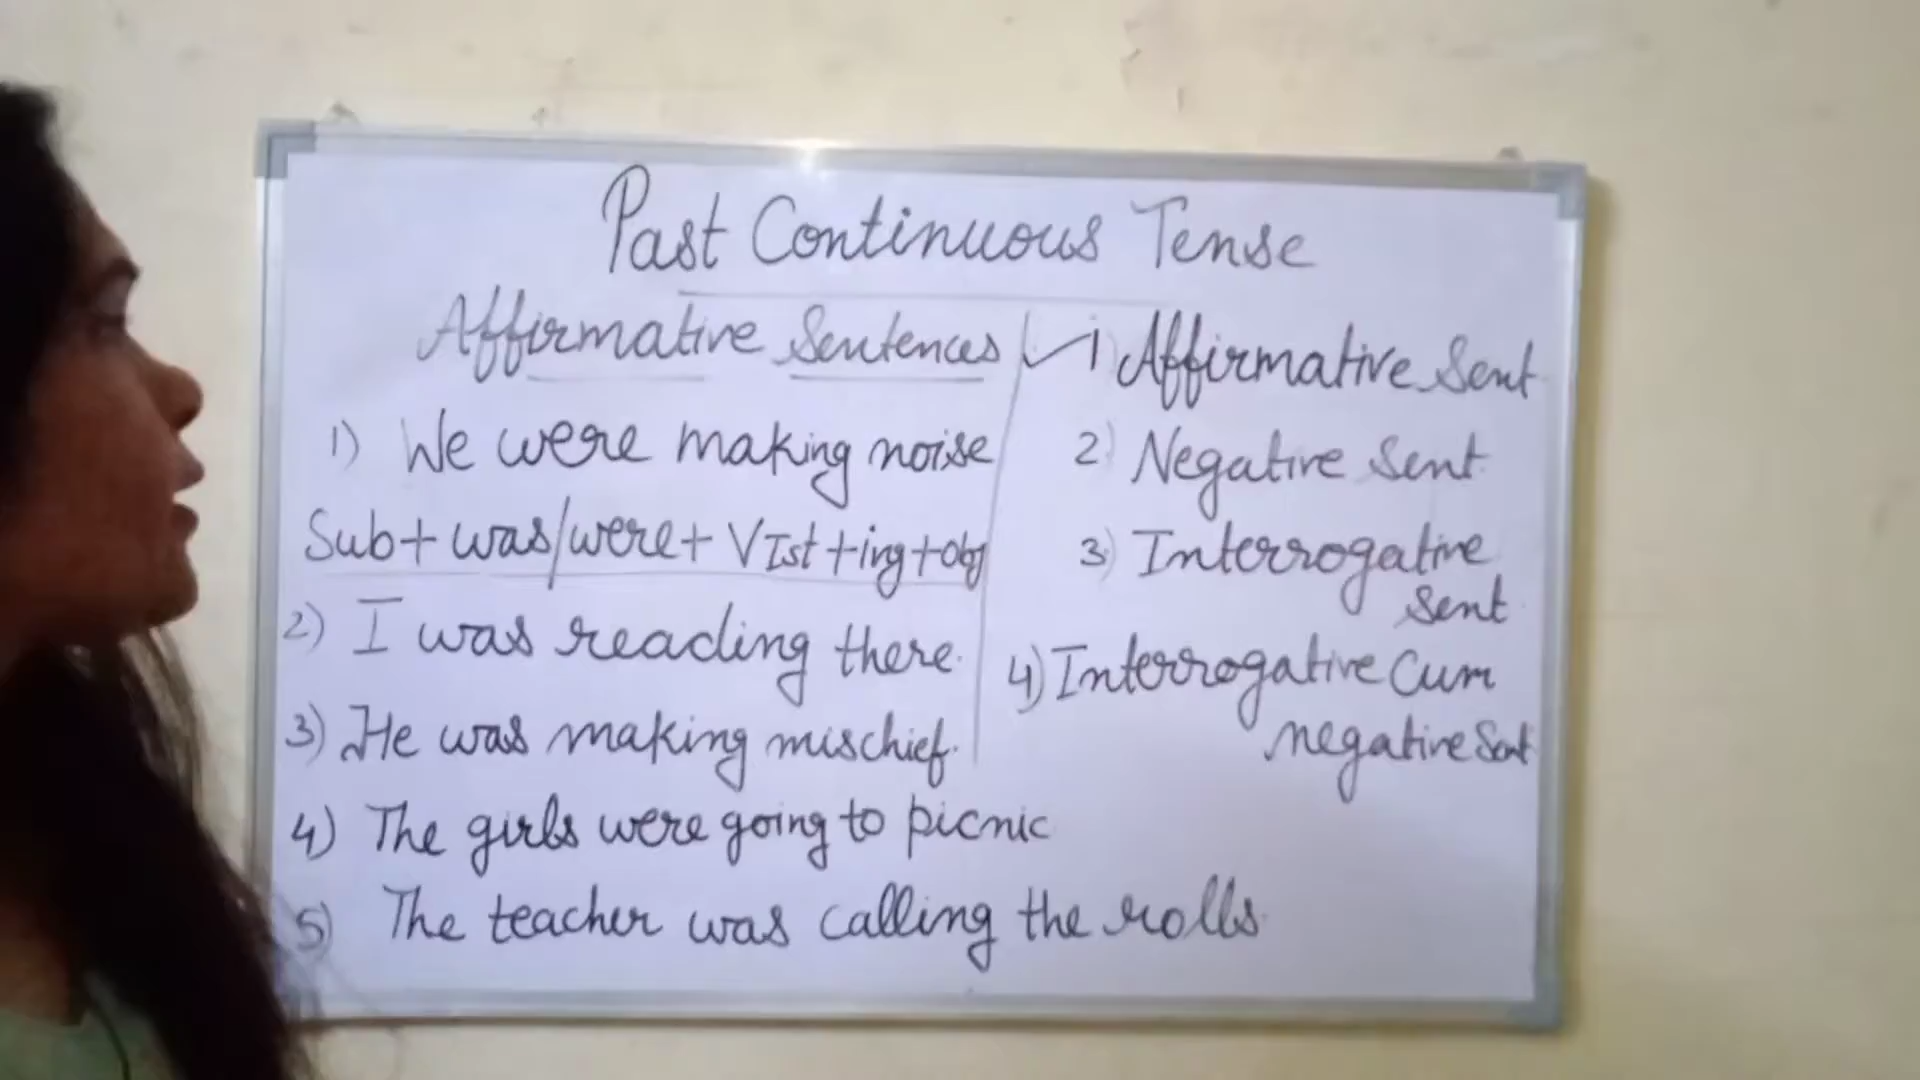 Past Continuous Tense
Affirmative Sentences
1) We were making noise
Sub+ was/were+ VIst +ing+obj
2) I was reading there.
3) He was making mischief.
4) The girls were going to picnic
5) The teacher was calling the rolls.
✓1 Affirmative Sent
2) Negative Sent
3) Interrogative
Sent
4) Interrogative Cum
negative Sent